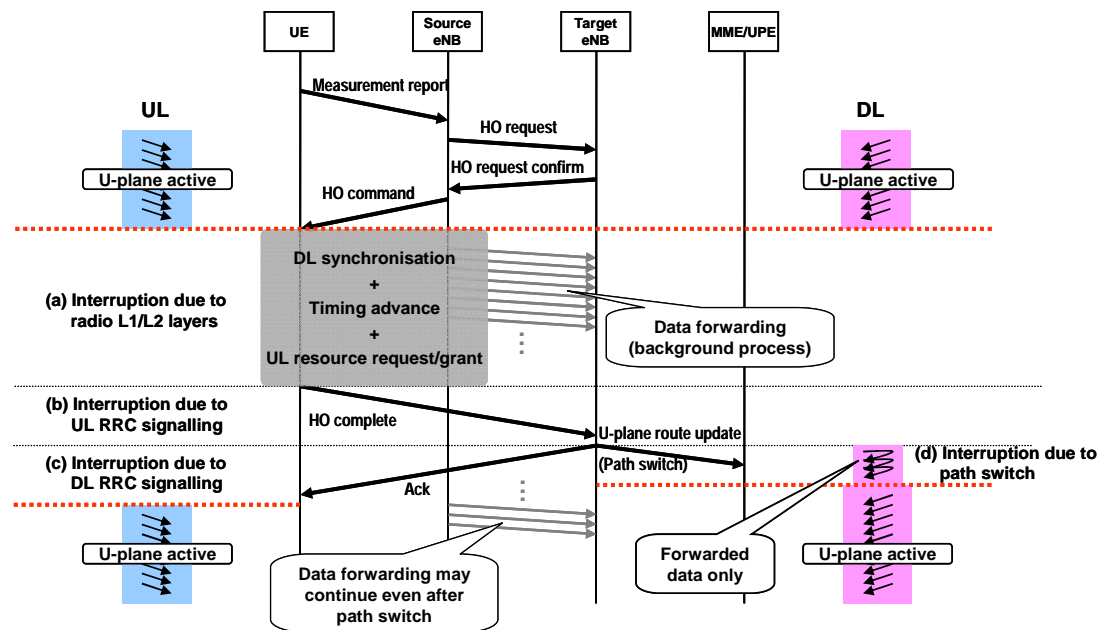 UE
Source
eNB
Target
eNB
MME/UPE
Measurement report
UL
DL
HO request
HO request confirm
U-plane active
U-plane active
HO command
DL synchronisation
+
Timing advance
+
UL resource request/grant
(a) Interruption due to
radio L1/L2 layers
Data forwarding
(background process)
(b) Interruption due to
UL RRC signalling
HO complete
U-plane route update
(c) Interruption due to
DL RRC signalling
(Path switch)
(d) Interruption due to
path switch
Ack
U-plane active
U-plane active
Forwarded
data only
Data forwarding may
continue even after
path switch